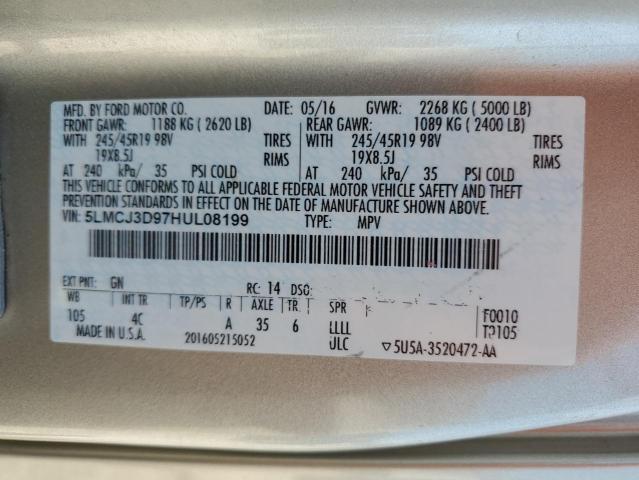 MFD. BY FORD MOTOR CO. DATE: 05/16 GVWR: 2268 KG ( 5000 LB)
FRONT GAWR: 1188 KG ( 2620 LB) REAR GAWR: 1089 KG ( 2400 LB)
WITH 245/45R19 98V TIRES WITH 245/45R19 98V TIRES
19X8.5J RIMS 19X8.5J RIMS
AT 240 kPa/ 35 PSI COLD AT 240 kPa/ 35 PSI COLD
THIS VEHICLE CONFORMS TO ALL APPLICABLE FEDERAL MOTOR VEHICLE SAFETY AND THEFT
PREVENTION STANDARDS IN EFFECT ON THE DATE OF MANUFACTURE SHOWN ABOVE.
VIN: 5LMCJ3D97HUL08199 TYPE: MPV
EXT PNT: GN RC: 14 DSO:
WB INT TR TP/PS R AXLE TR SPR F0010
105 4C A 35 6 LLLL
MADE IN U.S.A. 201605215052 ULC ▽5U5A-3520472-AA